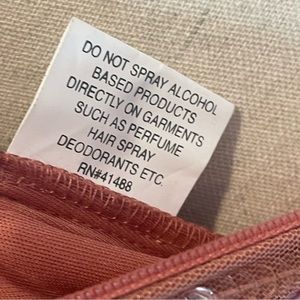 DO NOT SPRAY ALCOHOL
BASED PRODUCTS
DIRECTLY ON GARMENTS
SUCH AS PERFUME
HAIR SPRAY
DEODORANTS ETC.
RN#41488